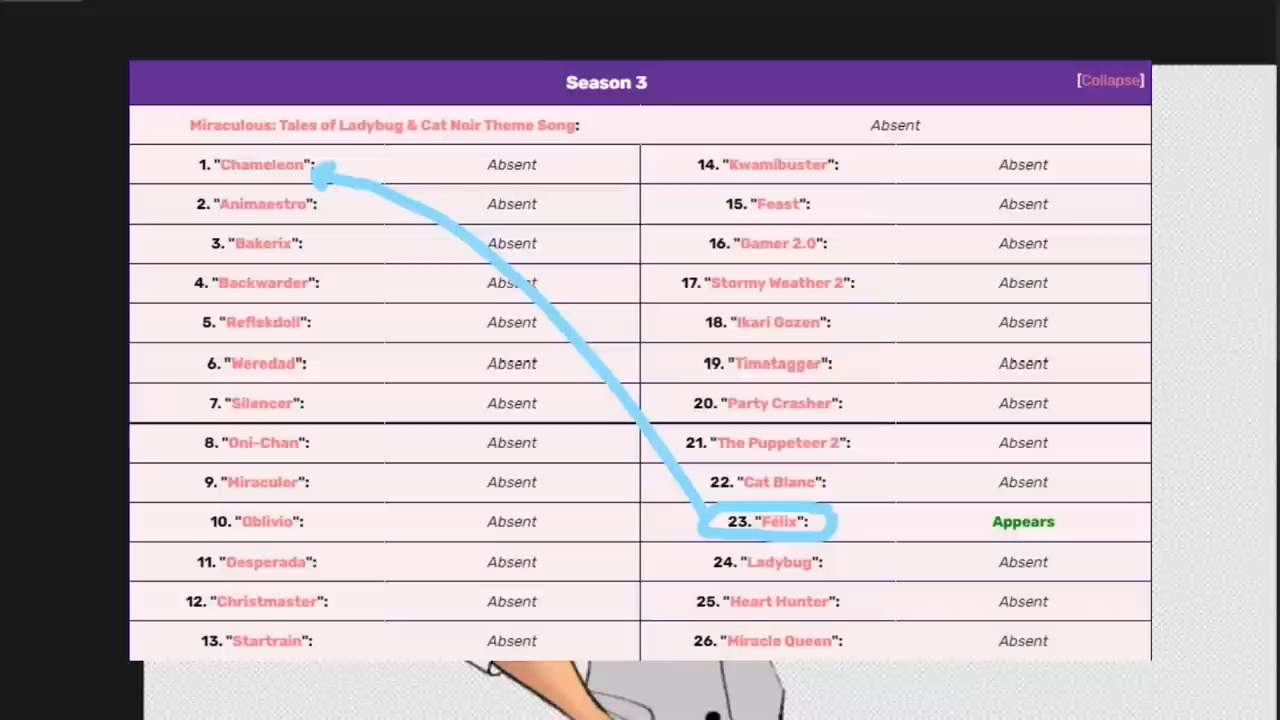 Season 3
[Collapse]
Miraculous: Tales of Ladybug & Cat Noir Theme Song: Absent
1. "Chameleon": Absent 14. "Kwamibuster": Absent
2. "Animaestro": Absent 15. "Feast": Absent
3. "Bakerix": Absent 16. "Gamer 2.0": Absent
4. "Backwarder": Absent 17. "Stormy Weather 2": Absent
5. "Reflekdoll": Absent 18. "Ikari Gozen": Absent
6. "Weredad": Absent 19. "Timetagger": Absent
7. "Silencer": Absent 20. "Party Crasher": Absent
8. "Oni-Chan": Absent 21. "The Puppeteer 2": Absent
9. "Miraculer": Absent 22. "Cat Blanc": Absent
10. "Oblivio": Absent 23. "Félix": Appears
11. "Desperada": Absent 24. "Ladybug": Absent
12. "Christmaster": Absent 25. "Heart Hunter": Absent
13. "Startrain": Absent 26. "Miracle Queen": Absent